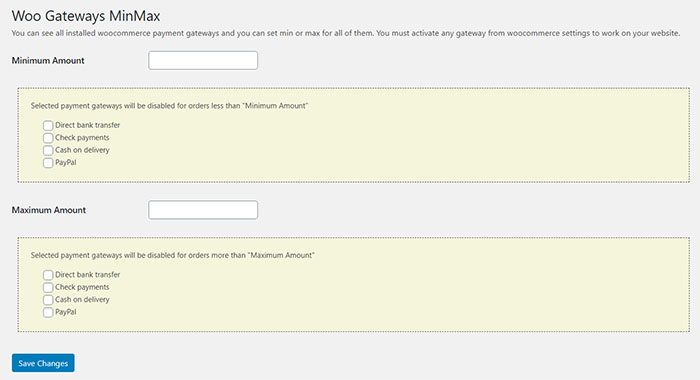 Woo Gateways MinMax
You can see all installed woocommerce payment gateways and you can set min or max for all of them. You must activate any gateway from woocommerce settings to work on your website.
Minimum Amount
Selected payment gateways will be disabled for orders less than "Minimum Amount"
Direct bank transfer
Check payments
Cash on delivery
PayPal
Maximum Amount
Selected payment gateways will be disabled for orders more than "Maximum Amount"
Direct bank transfer
Check payments
Cash on delivery
PayPal
Save Changes